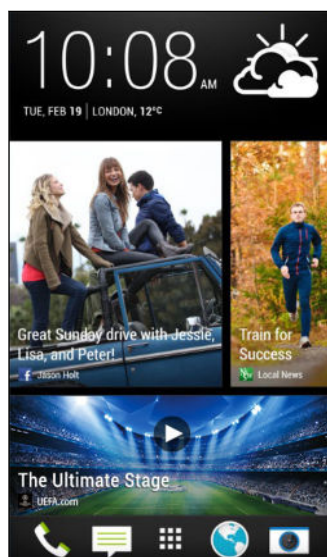 10:08 AM
TUE, FEB 19 | LONDON, 12°C
Great Sunday drive with Jessie,
Lisa, and Peter!
f Jason Holt
Train for
Success
Local News
The Ultimate Stage
UEFA.com